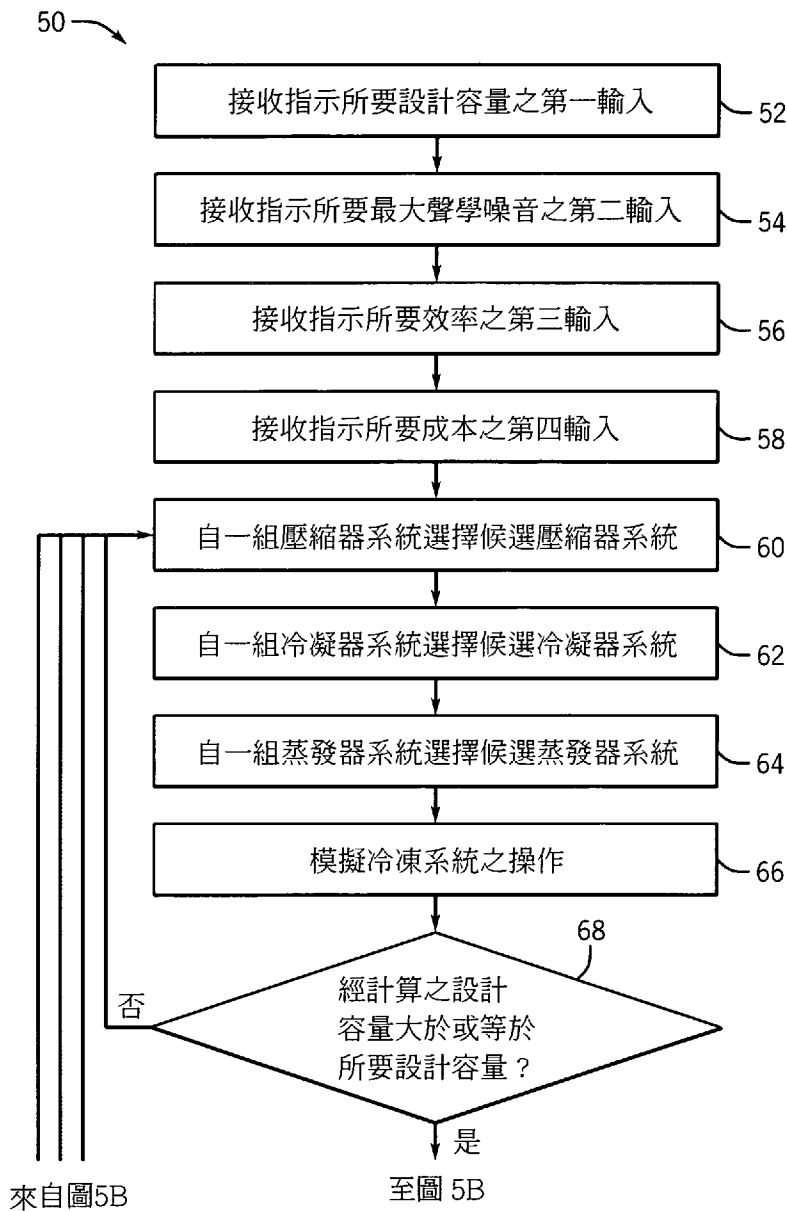 50
接收指示所要設計容量之第一輸入
52
接收指示所要最大聲學噪音之第二輸入
54
接收指示所要效率之第三輸入
56
接收指示所要成本之第四輸入
58
自一組壓縮器系統選擇候選壓縮器系統
60
自一組冷凝器系統選擇候選冷凝器系統
62
自一組蒸發器系統選擇候選蒸發器系統
64
模擬冷凍系統之操作
66
68
否
經計算之設計
容量大於或等於
所要設計容量？
是
來自圖5B
至圖 5B